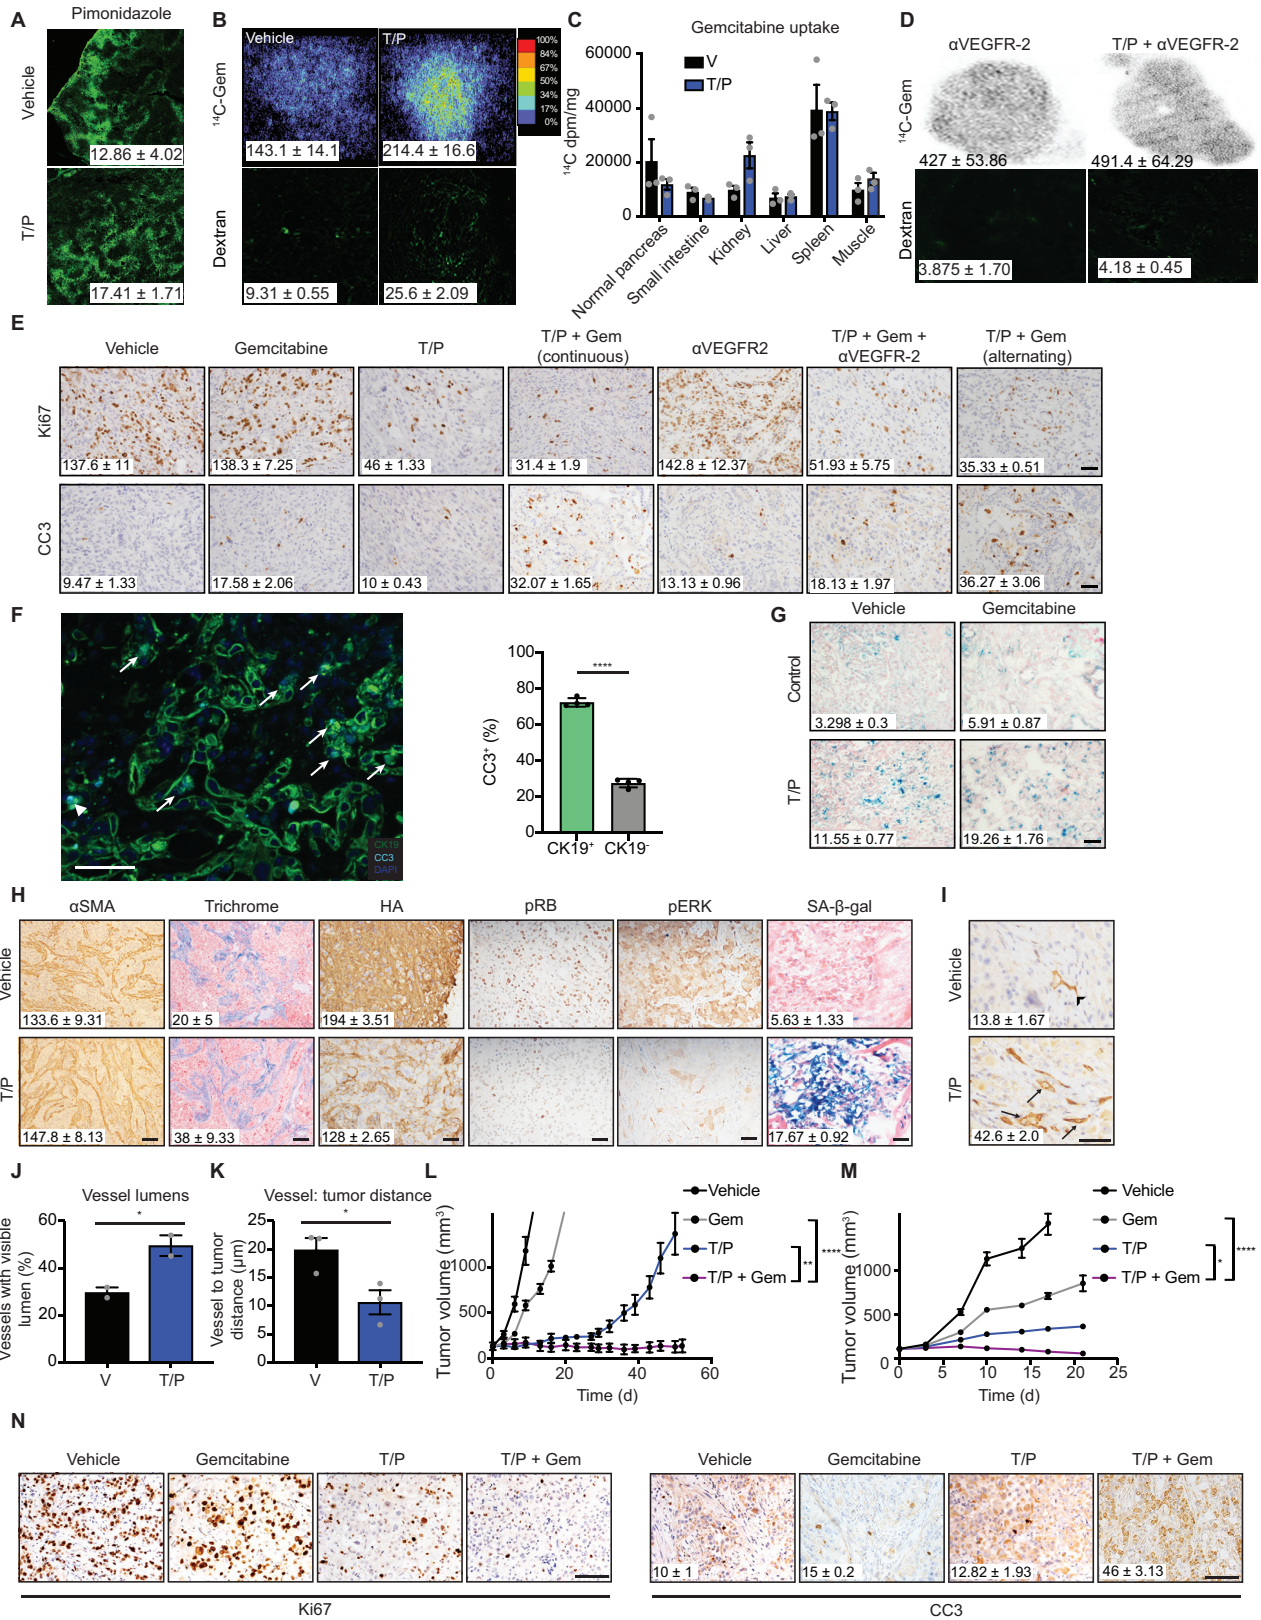 A
Pimonidazole
Vehicle
12.86 ± 4.02
T/P
17.41 ± 1.71
B
¹⁴C-Gem
Vehicle
T/P
143.1 ± 14.1
214.4 ± 16.6
100%
84%
67%
50%
34%
17%
0%
Dextran
9.31 ± 0.55
25.6 ± 2.09
C
Gemcitabine uptake
V
T/P
¹⁴C dpm/mg
60000
40000
20000
0
Normal pancreas
Small intestine
Kidney
Liver
Spleen
Muscle
D
αVEGFR-2
T/P + αVEGFR-2
¹⁴C-Gem
427 ± 53.86
491.4 ± 64.29
Dextran
3.875 ± 1.70
4.18 ± 0.45
E
Vehicle
Gemcitabine
T/P
T/P + Gem
(continuous)
αVEGFR2
T/P + Gem +
αVEGFR-2
T/P + Gem
(alternating)
Ki67
137.6 ± 11
138.3 ± 7.25
46 ± 1.33
31.4 ± 1.9
142.8 ± 12.37
51.93 ± 5.75
35.33 ± 0.51
CC3
9.47 ± 1.33
17.58 ± 2.06
10 ± 0.43
32.07 ± 1.65
13.13 ± 0.96
18.13 ± 1.97
36.27 ± 3.06
F
CK19
CC3
DAPI
CC3⁺ (%)
100
80
60
40
20
0
****
CK19⁺
CK19⁻
G
Vehicle
Gemcitabine
Control
3.298 ± 0.3
5.91 ± 0.87
T/P
11.55 ± 0.77
19.26 ± 1.76
H
αSMA
Trichrome
HA
pRB
pERK
SA-β-gal
Vehicle
133.6 ± 9.31
20 ± 5
194 ± 3.51
5.63 ± 1.33
T/P
147.8 ± 8.13
38 ± 9.33
128 ± 2.65
17.67 ± 0.92
I
Vehicle
13.8 ± 1.67
T/P
42.6 ± 2.0
J
Vessel lumens
Vessels with visible
lumen (%)
60
40
20
0
*
V
T/P
K
Vessel: tumor distance
Vessel to tumor
distance (μm)
25
20
15
10
5
0
*
V
T/P
L
Tumor volume (mm³)
1000
500
0
0
20
40
60
Time (d)
Vehicle
Gem
T/P
T/P + Gem
**
****
M
Tumor volume (mm³)
1000
500
0
0
5
10
15
20
25
Time (d)
Vehicle
Gem
T/P
T/P + Gem
*
****
N
Vehicle
Gemcitabine
T/P
T/P + Gem
Ki67
Vehicle
Gemcitabine
T/P
T/P + Gem
10 ± 1
15 ± 0.2
12.82 ± 1.93
46 ± 3.13
CC3